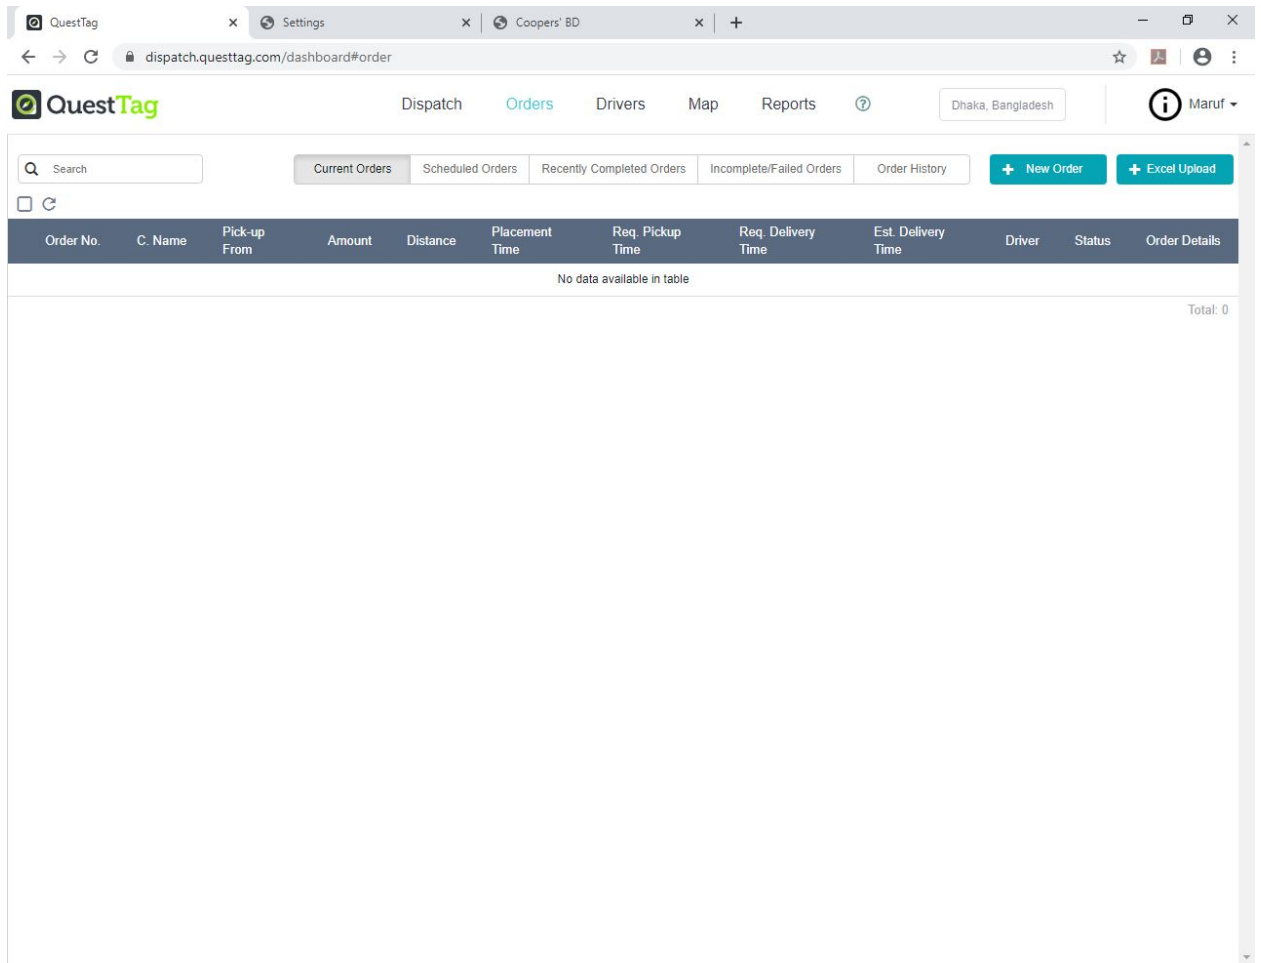 QuestTag
Settings
Coopers' BD
dispatch.questtag.com/dashboard#order
QuestTag
Dispatch
Orders
Drivers
Map
Reports
Dhaka, Bangladesh
Maruf
Search
Current Orders
Scheduled Orders
Recently Completed Orders
Incomplete/Failed Orders
Order History
+ New Order
+ Excel Upload
Order No.
C. Name
Pick-up
From
Amount
Distance
Placement
Time
Req. Pickup
Time
Req. Delivery
Time
Est. Delivery
Time
Driver
Status
Order Details
No data available in table
Total: 0